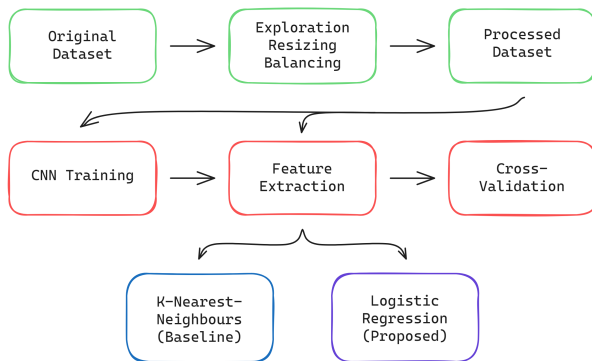 Original
Dataset
Exploration
Resizing
Balancing
Processed
Dataset
CNN Training
Feature
Extraction
Cross-
Validation
K-Nearest-
Neighbours
(Baseline)
Logistic
Regression
(Proposed)